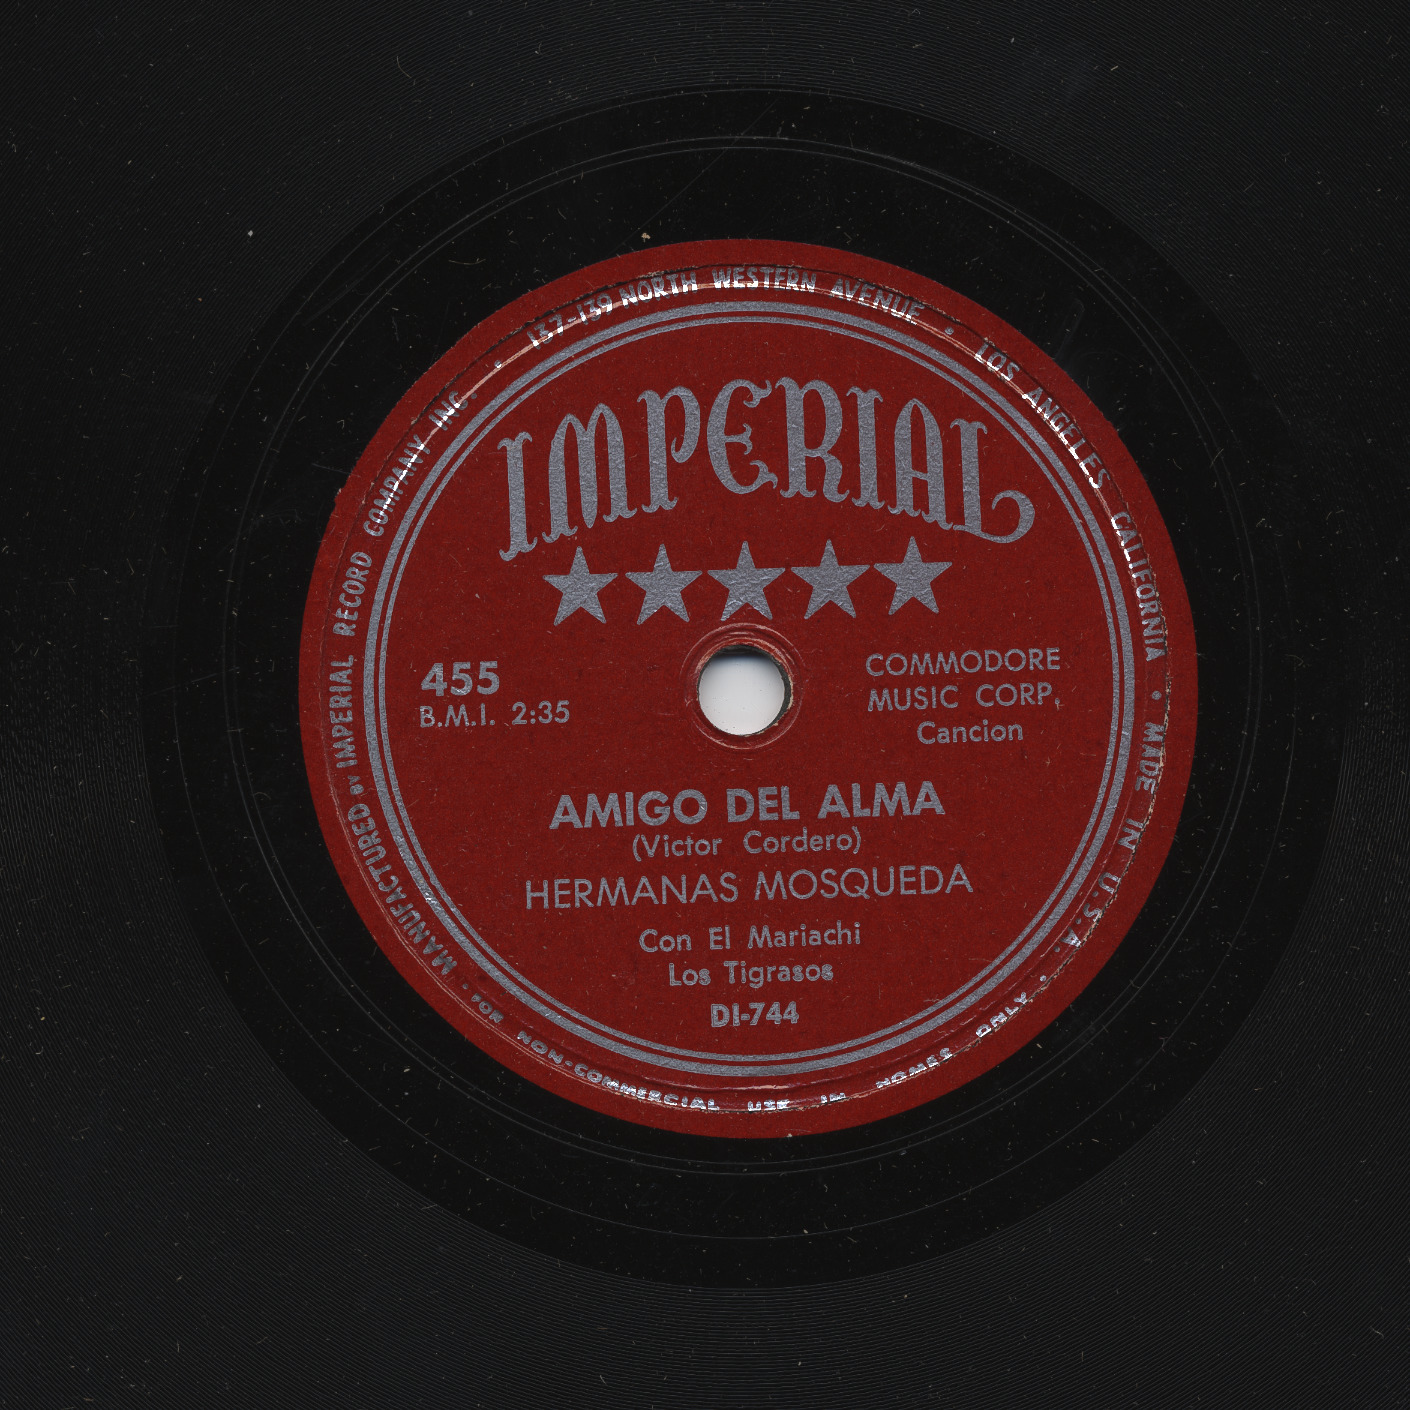 MANUFACTURED BY IMPERIAL RECORD COMPANY INC. • 137-139 NORTH WESTERN AVENUE • LOS ANGELES CALIFORNIA • MADE IN U.S.A. •
IMPERIAL
455
B.M.I. 2:35
COMMODORE
MUSIC CORP.
Cancion
AMIGO DEL ALMA
(Victor Cordero)
HERMANAS MOSQUEDA
Con El Mariachi
Los Tigrasos
DI-744
• FOR NON-COMMERCIAL USE IN HOMES ONLY •